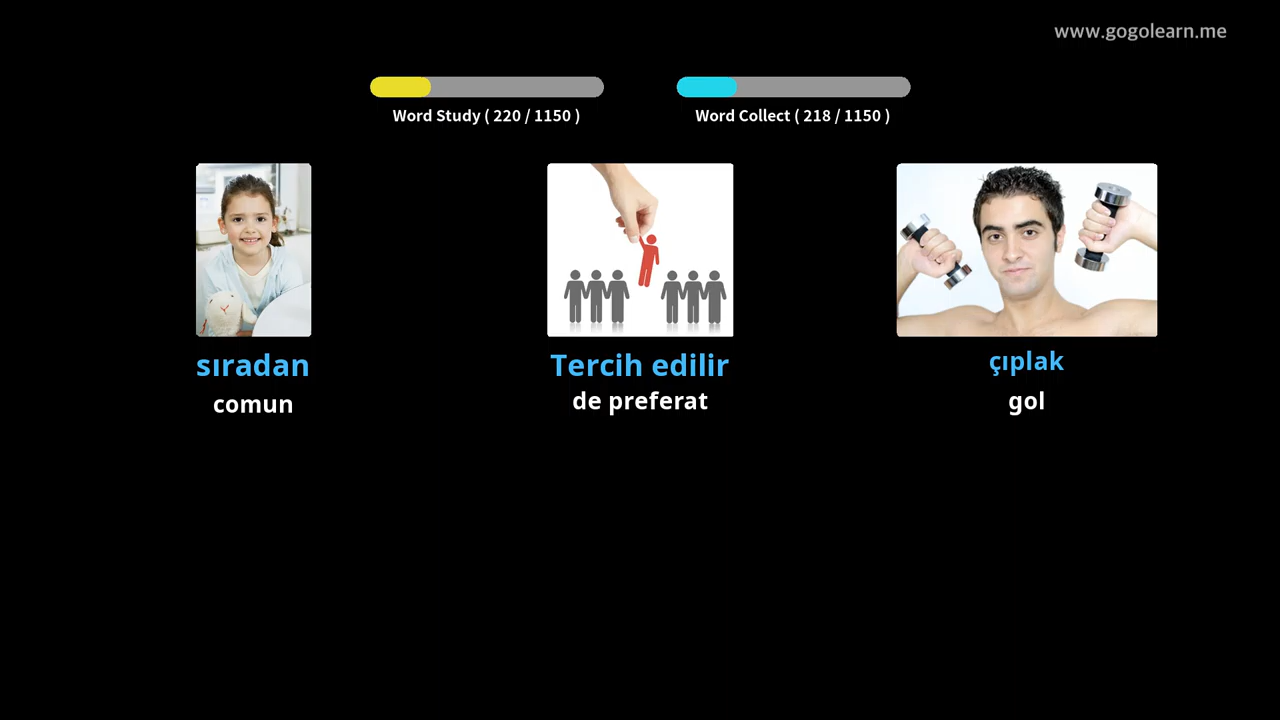 www.gogolearn.me
Word Study ( 220 / 1150 )
Word Collect ( 218 / 1150 )
sıradan
comun
Tercih edilir
de preferat
çıplak
gol